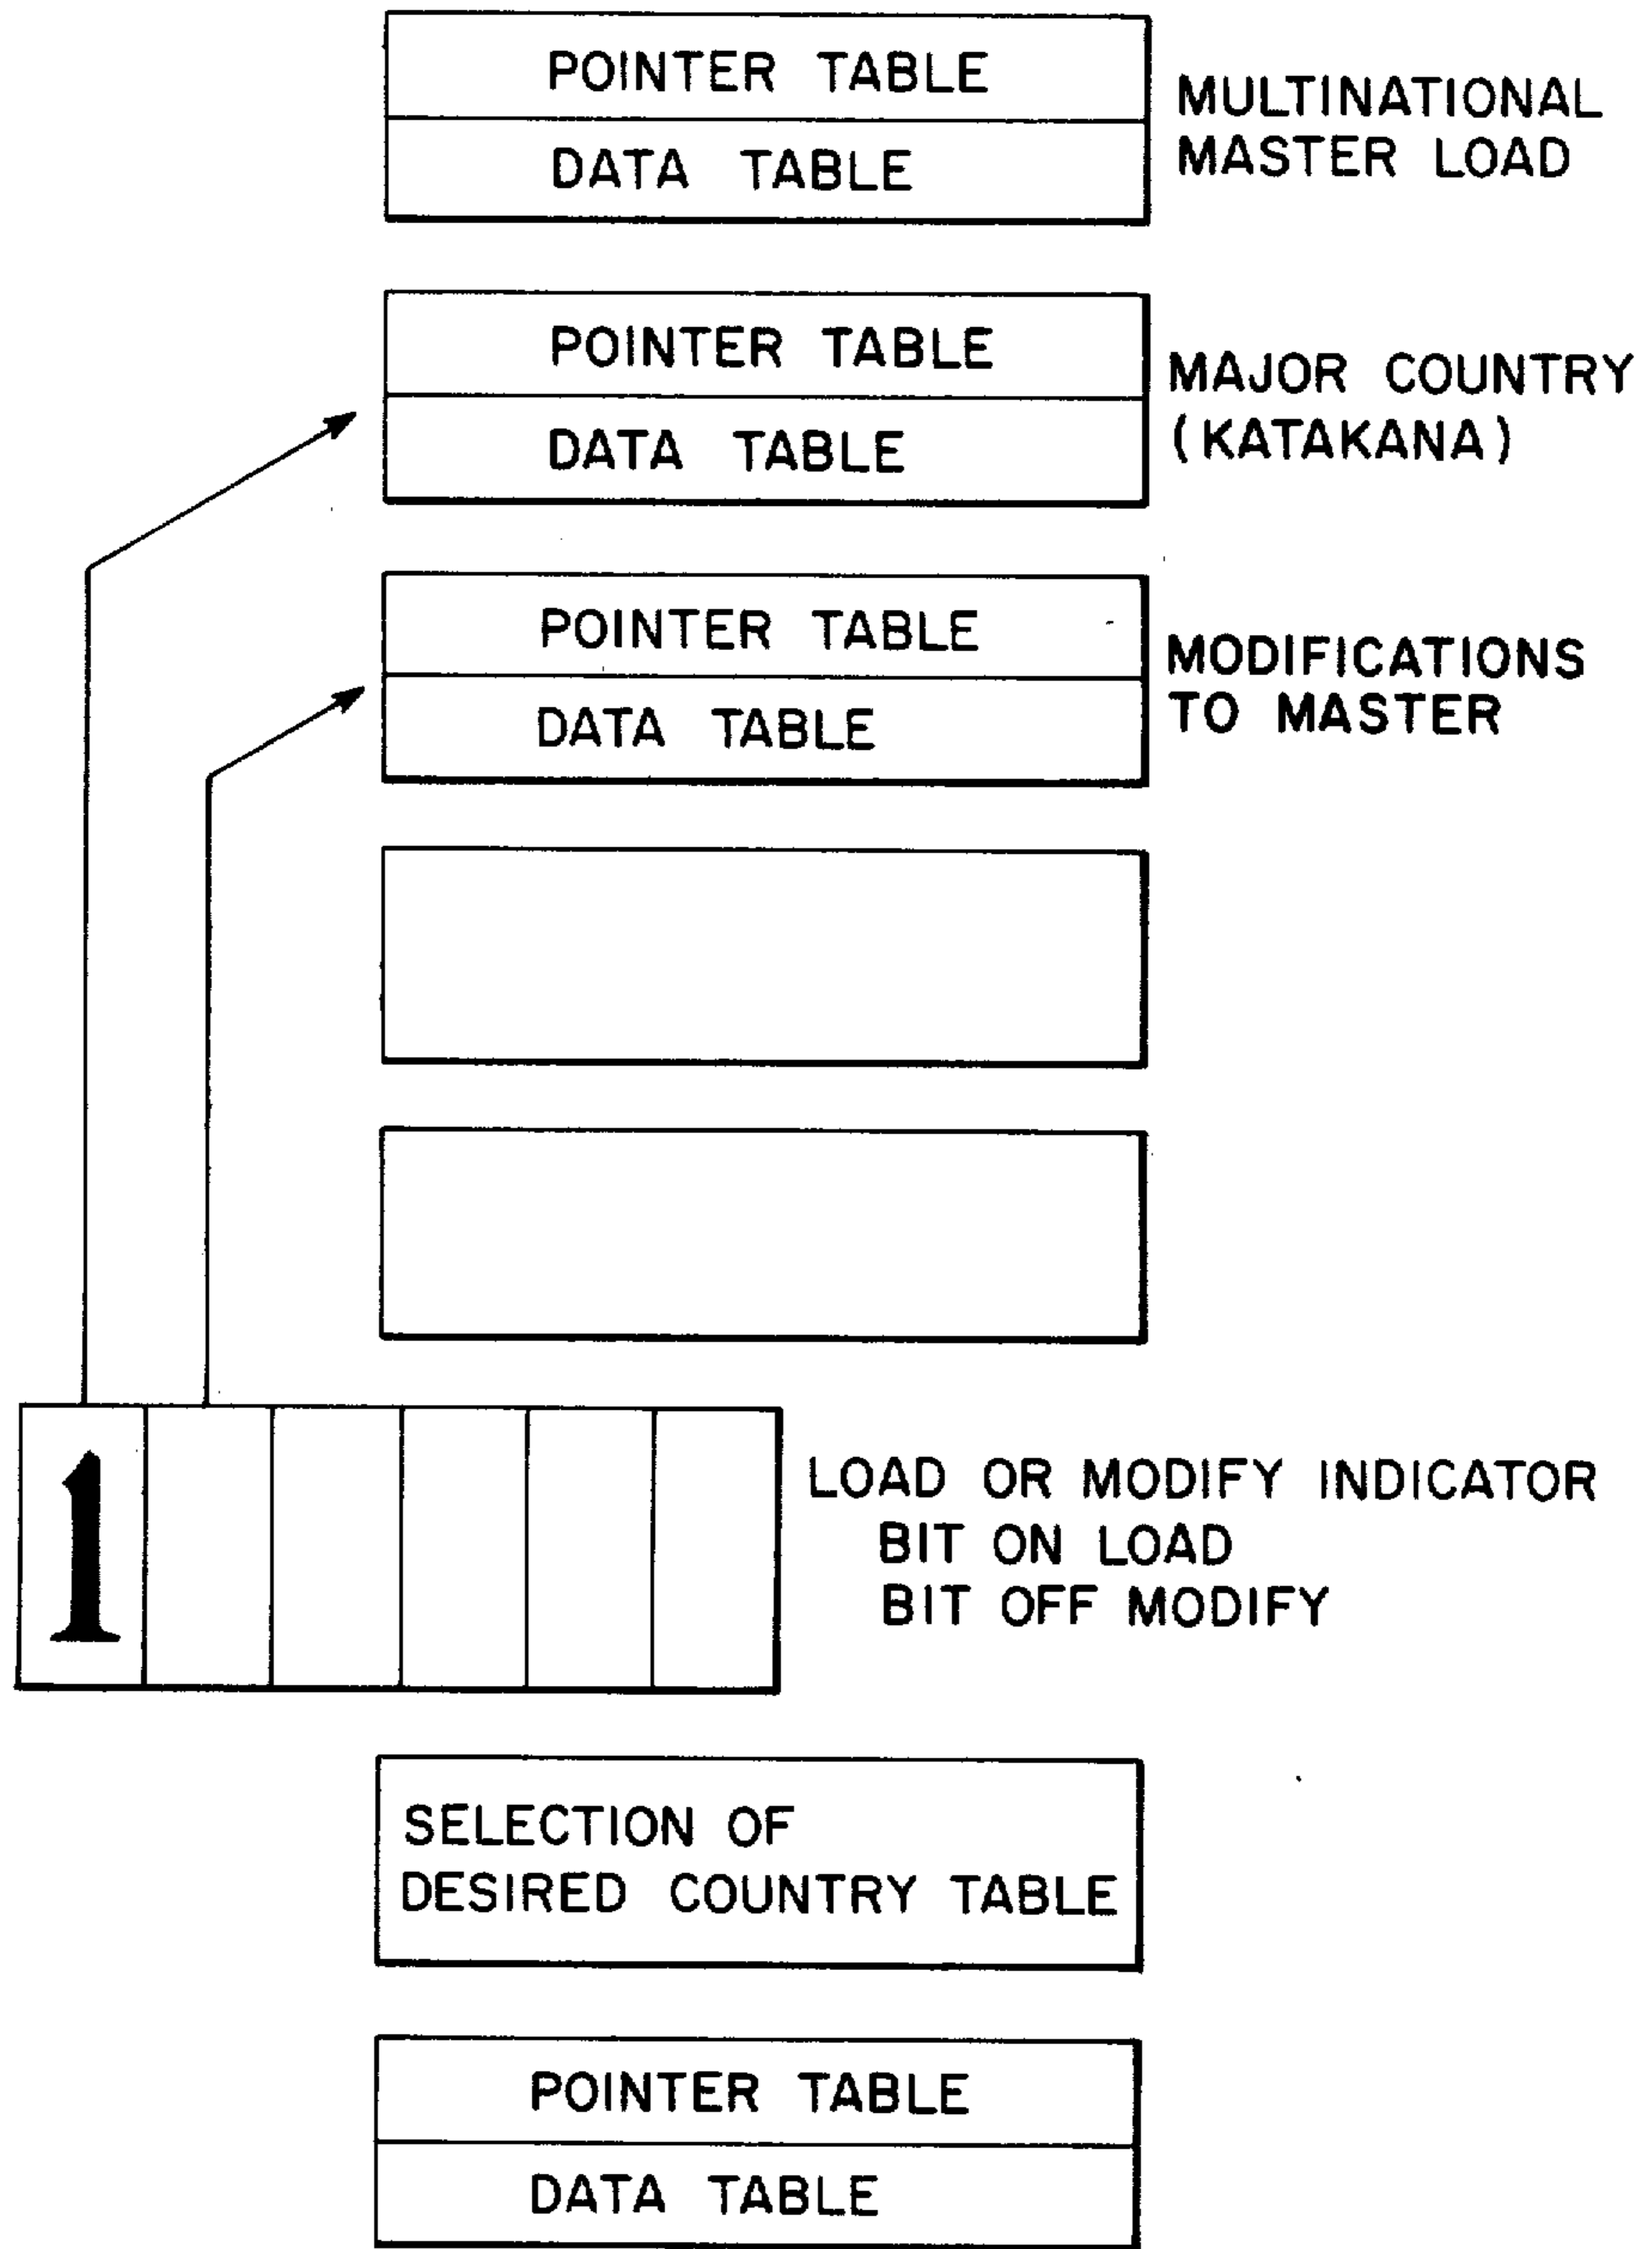 POINTER TABLE
DATA TABLE
MULTINATIONAL
MASTER LOAD
POINTER TABLE
DATA TABLE
MAJOR COUNTRY
(KATAKANA)
POINTER TABLE
DATA TABLE
MODIFICATIONS
TO MASTER
1
LOAD OR MODIFY INDICATOR
BIT ON LOAD
BIT OFF MODIFY
SELECTION OF
DESIRED COUNTRY TABLE
POINTER TABLE
DATA TABLE